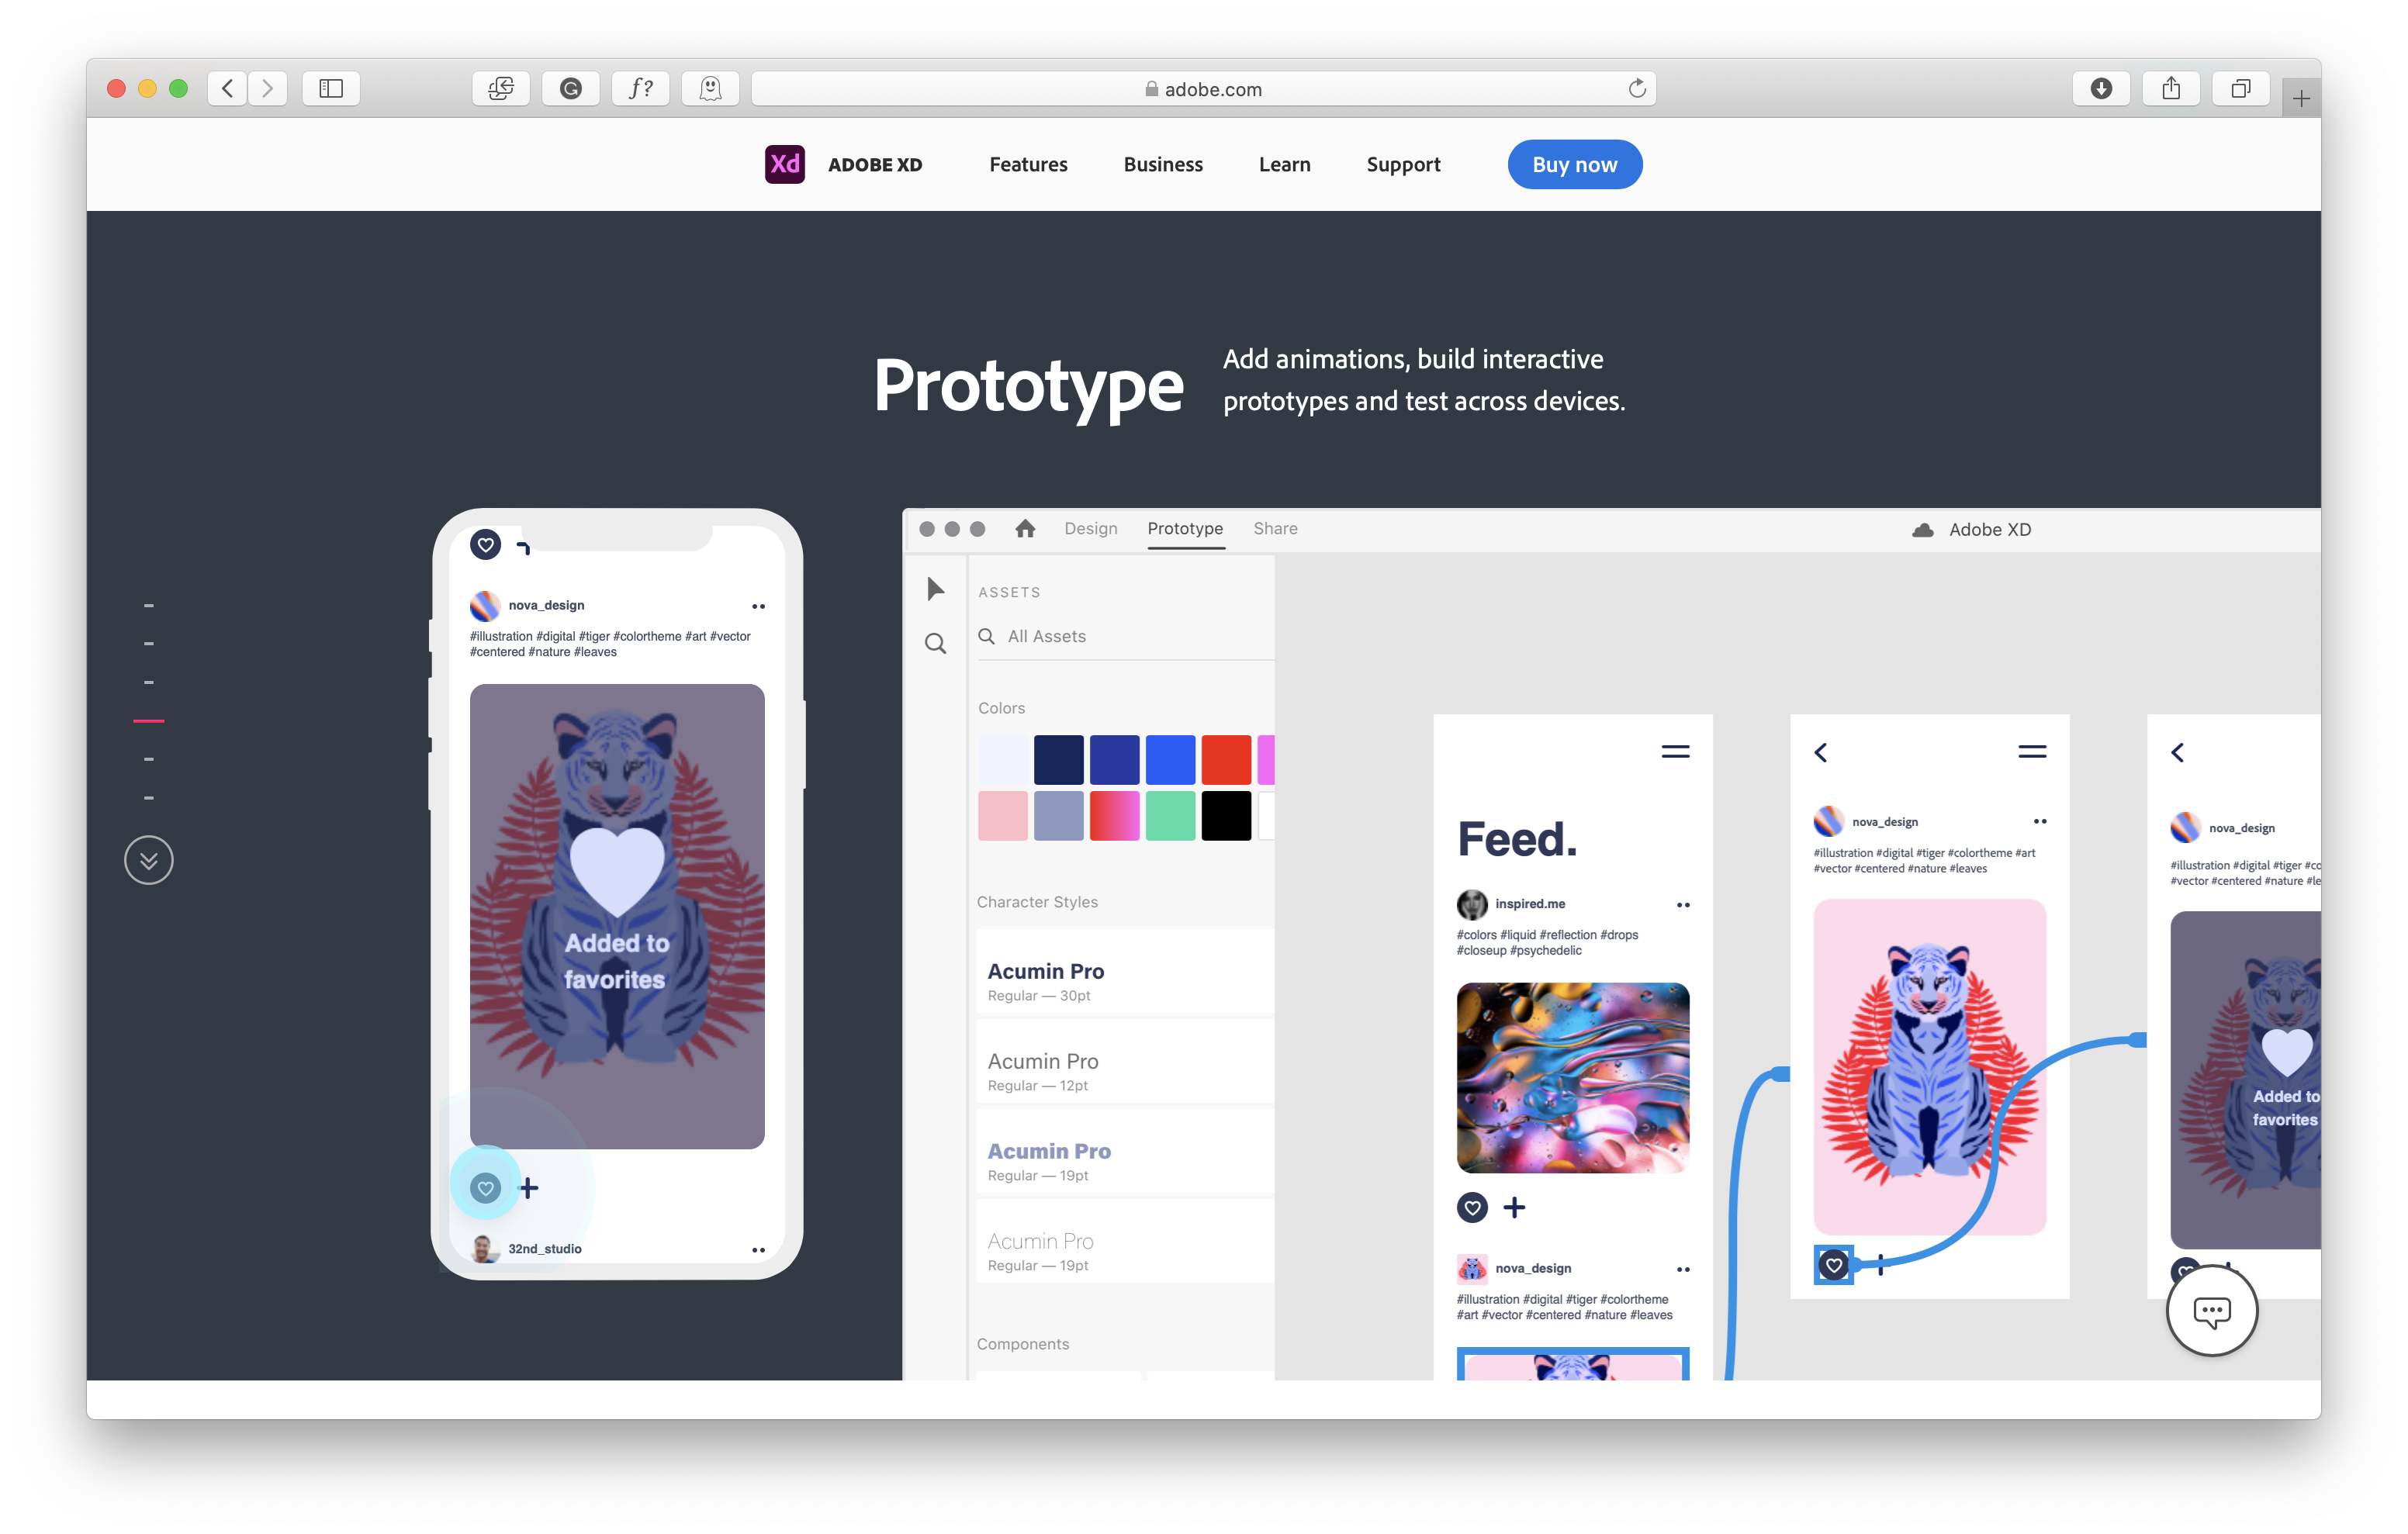 f?
adobe.com
Xd
ADOBE XD
Features
Business
Learn
Support
Buy now
Prototype
Add animations, build interactive
prototypes and test across devices.
nova_design
#illustration #digital #tiger #colortheme #art #vector
#centered #nature #leaves
Added to
favorites
32nd_studio
Design
Prototype
Share
Adobe XD
ASSETS
All Assets
Colors
Character Styles
Acumin Pro
Regular — 30pt
Acumin Pro
Regular — 12pt
Acumin Pro
Regular — 19pt
Acumin Pro
Regular — 19pt
Components
Feed.
inspired.me
#colors #liquid #reflection #drops
#closeup #psychedelic
nova_design
#illustration #digital #tiger #colortheme
#art #vector #centered #nature #leaves
nova_design
#illustration #digital #tiger #colortheme #art
#vector #centered #nature #leaves
nova_design
#illustration #digital #tiger #co
#vector #centered #nature #le
Added to
favorites